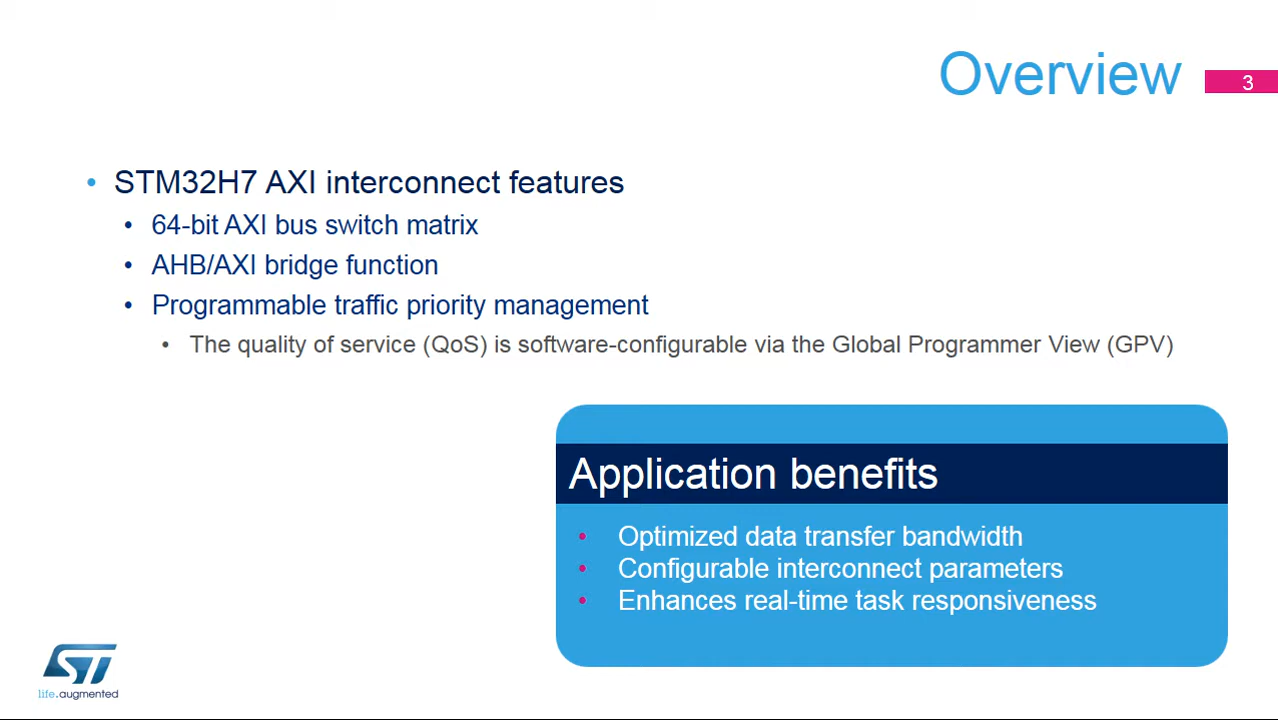 Overview
3
• STM32H7 AXI interconnect features
• 64-bit AXI bus switch matrix
• AHB/AXI bridge function
• Programmable traffic priority management
• The quality of service (QoS) is software-configurable via the Global Programmer View (GPV)
Application benefits
• Optimized data transfer bandwidth
• Configurable interconnect parameters
• Enhances real-time task responsiveness
ST
life.augmented